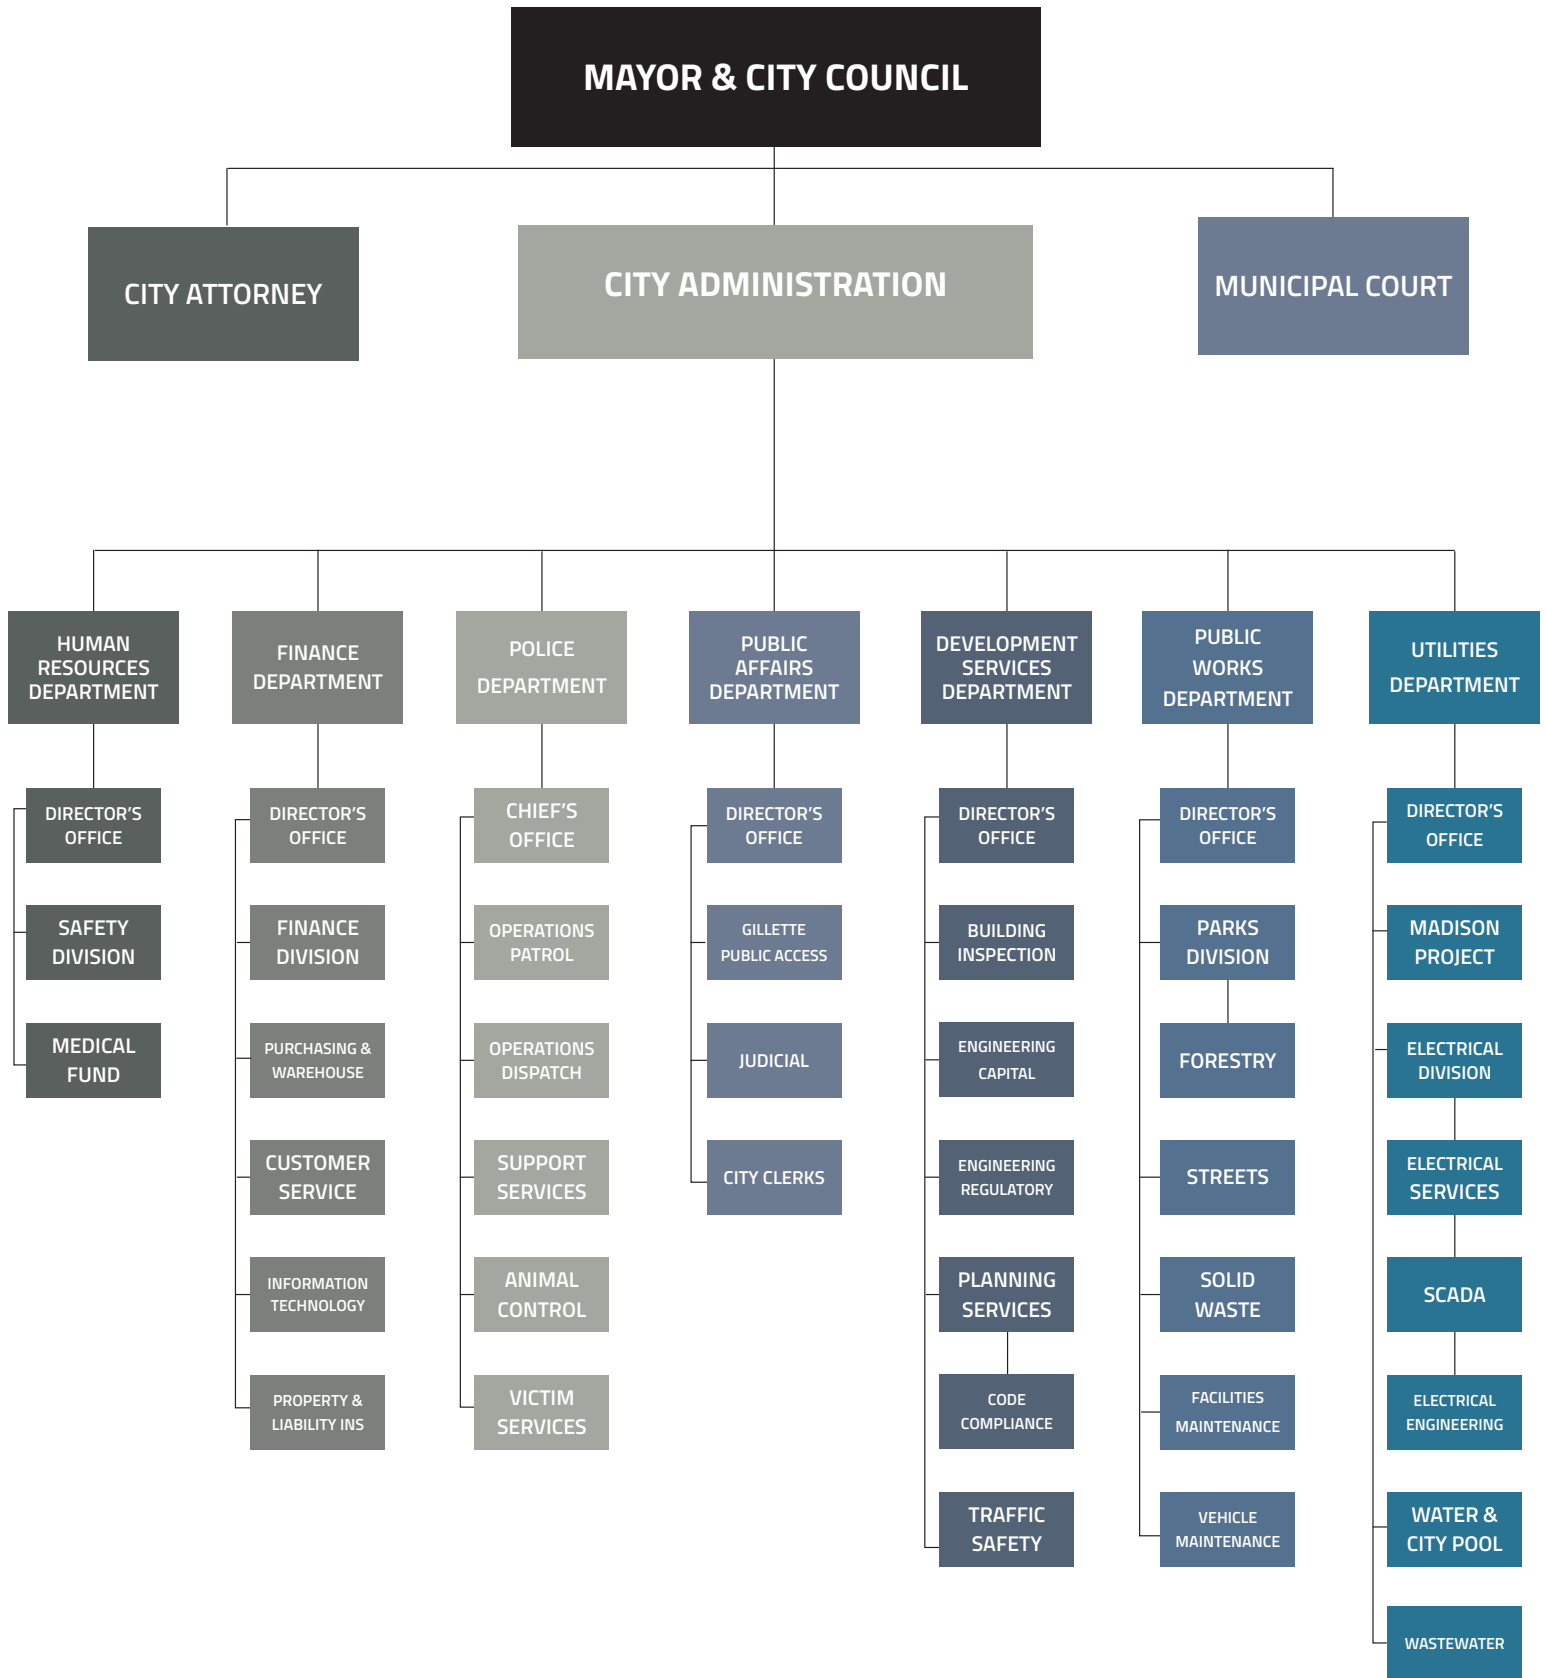 MAYOR & CITY COUNCIL
CITY ATTORNEY
CITY ADMINISTRATION
MUNICIPAL COURT
HUMAN
RESOURCES
DEPARTMENT
FINANCE
DEPARTMENT
POLICE
DEPARTMENT
PUBLIC
AFFAIRS
DEPARTMENT
DEVELOPMENT
SERVICES
DEPARTMENT
PUBLIC
WORKS
DEPARTMENT
UTILITIES
DEPARTMENT
DIRECTOR’S
OFFICE
SAFETY
DIVISION
MEDICAL
FUND
DIRECTOR’S
OFFICE
FINANCE
DIVISION
PURCHASING &
WAREHOUSE
CUSTOMER
SERVICE
INFORMATION
TECHNOLOGY
PROPERTY &
LIABILITY INS
CHIEF’S
OFFICE
OPERATIONS
PATROL
OPERATIONS
DISPATCH
SUPPORT
SERVICES
ANIMAL
CONTROL
VICTIM
SERVICES
DIRECTOR’S
OFFICE
GILLETTE
PUBLIC ACCESS
JUDICIAL
CITY CLERKS
DIRECTOR’S
OFFICE
BUILDING
INSPECTION
ENGINEERING
CAPITAL
ENGINEERING
REGULATORY
PLANNING
SERVICES
CODE
COMPLIANCE
TRAFFIC
SAFETY
DIRECTOR’S
OFFICE
PARKS
DIVISION
FORESTRY
STREETS
SOLID
WASTE
FACILITIES
MAINTENANCE
VEHICLE
MAINTENANCE
DIRECTOR’S
OFFICE
MADISON
PROJECT
ELECTRICAL
DIVISION
ELECTRICAL
SERVICES
SCADA
ELECTRICAL
ENGINEERING
WATER &
CITY POOL
WASTEWATER